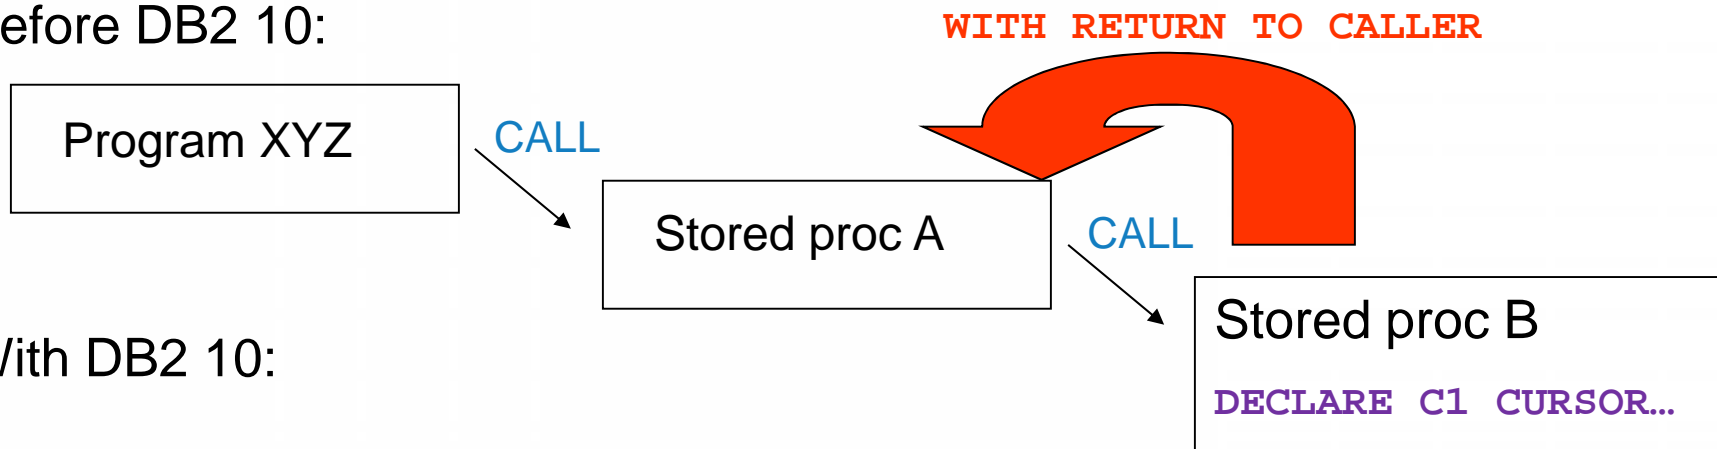 efore DB2 10:
WITH RETURN TO CALLER
Program XYZ
CALL
Stored proc A
CALL
Stored proc B
With DB2 10:
DECLARE C1 CURSOR…